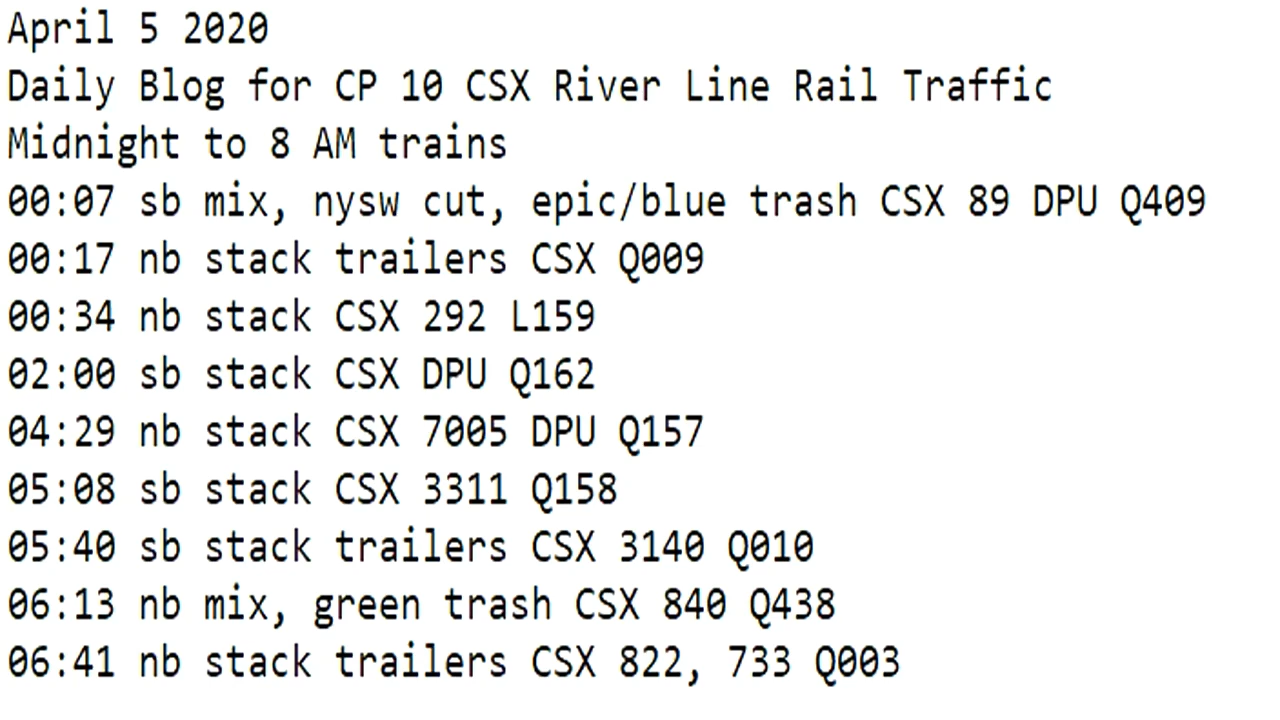 April 5 2020
Daily Blog for CP 10 CSX River Line Rail Traffic
Midnight to 8 AM trains
00:07 sb mix, nysw cut, epic/blue trash CSX 89 DPU Q409
00:17 nb stack trailers CSX Q009
00:34 nb stack CSX 292 L159
02:00 sb stack CSX DPU Q162
04:29 nb stack CSX 7005 DPU Q157
05:08 sb stack CSX 3311 Q158
05:40 sb stack trailers CSX 3140 Q010
06:13 nb mix, green trash CSX 840 Q438
06:41 nb stack trailers CSX 822, 733 Q003